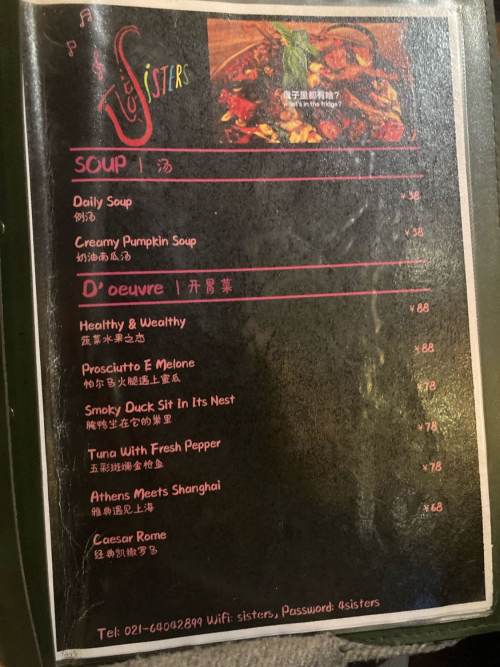 SiSTERS
子里都有啥?
what's in the fridge?
SOUP | 汤
Daily Soup ¥38
例汤
Creamy Pumpkin Soup ¥38
奶油南瓜汤
D'oeuvre | 开胃菜
Healthy & Wealthy ¥88
蔬菜水果之恋
Prosciutto E Melone ¥88
帕尔马火腿遇上蜜瓜
Smoky Duck Sit In Its Nest ¥78
腌鸭坐在它的巢里
Tuna With Fresh Pepper ¥78
五彩斑斓金枪鱼
Athens Meets Shanghai ¥78
雅典遇见上海
Caesar Rome ¥68
经典凯撒罗马
Tel: 021-64042899 Wifi: sisters, Password: 4sisters